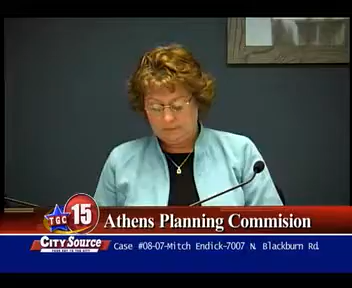 TGC 15
Athens Planning Commision
CITY SOURCE
Case #08-07-Mitch Endick-7007 N. Blackburn Rd